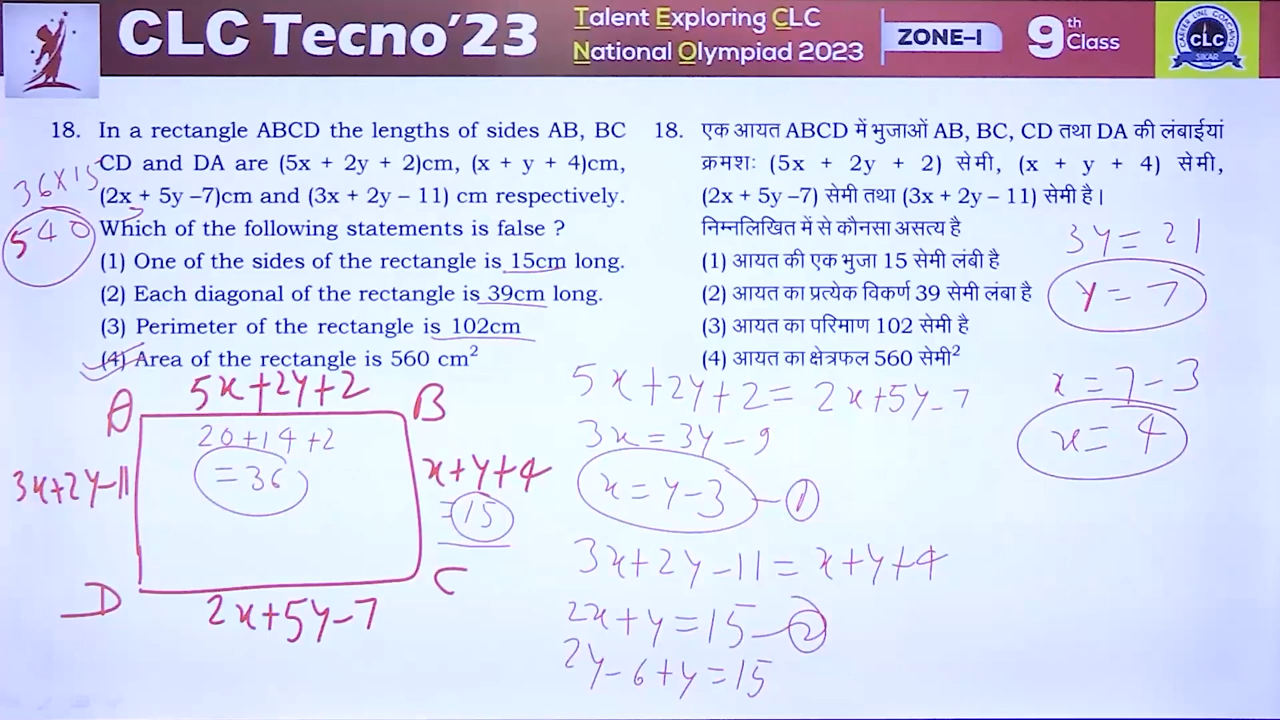 CLC Tecno'23
Talent Exploring CLC
National Olympiad 2023
ZONE-I
9th Class
CAREER LINE COACHING
CLC
SIKAR
18. In a rectangle ABCD the lengths of sides AB, BC
CD and DA are (5x + 2y + 2)cm, (x + y + 4)cm,
(2x + 5y –7)cm and (3x + 2y – 11) cm respectively.
Which of the following statements is false ?
(1) One of the sides of the rectangle is 15cm long.
(2) Each diagonal of the rectangle is 39cm long.
(3) Perimeter of the rectangle is 102cm
(4) Area of the rectangle is 560 cm²
18. एक आयत ABCD में भुजाओं AB, BC, CD तथा DA की लंबाईयां
क्रमशः (5x + 2y + 2) सेमी, (x + y + 4) सेमी,
(2x + 5y –7) सेमी तथा (3x + 2y – 11) सेमी है।
निम्नलिखित में से कौनसा असत्य है
(1) आयत की एक भुजा 15 सेमी लंबी है
(2) आयत का प्रत्येक विकर्ण 39 सेमी लंबा है
(3) आयत का परिमाण 102 सेमी है
(4) आयत का क्षेत्रफल 560 सेमी²
36×15
540
A
5x+2y+2
B
20+14+2
=36
3x+2y-11
x+y+4
=15
D
2x+5y-7
C
5x+2y+2=2x+5y-7
3x=3y-9
x=y-3 —①
3x+2y-11=x+y+4
2x+y=15—②
2y-6+y=15
3y=21
y=7
x=7-3
x=4